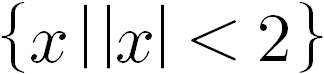 {x | |x| < 2}